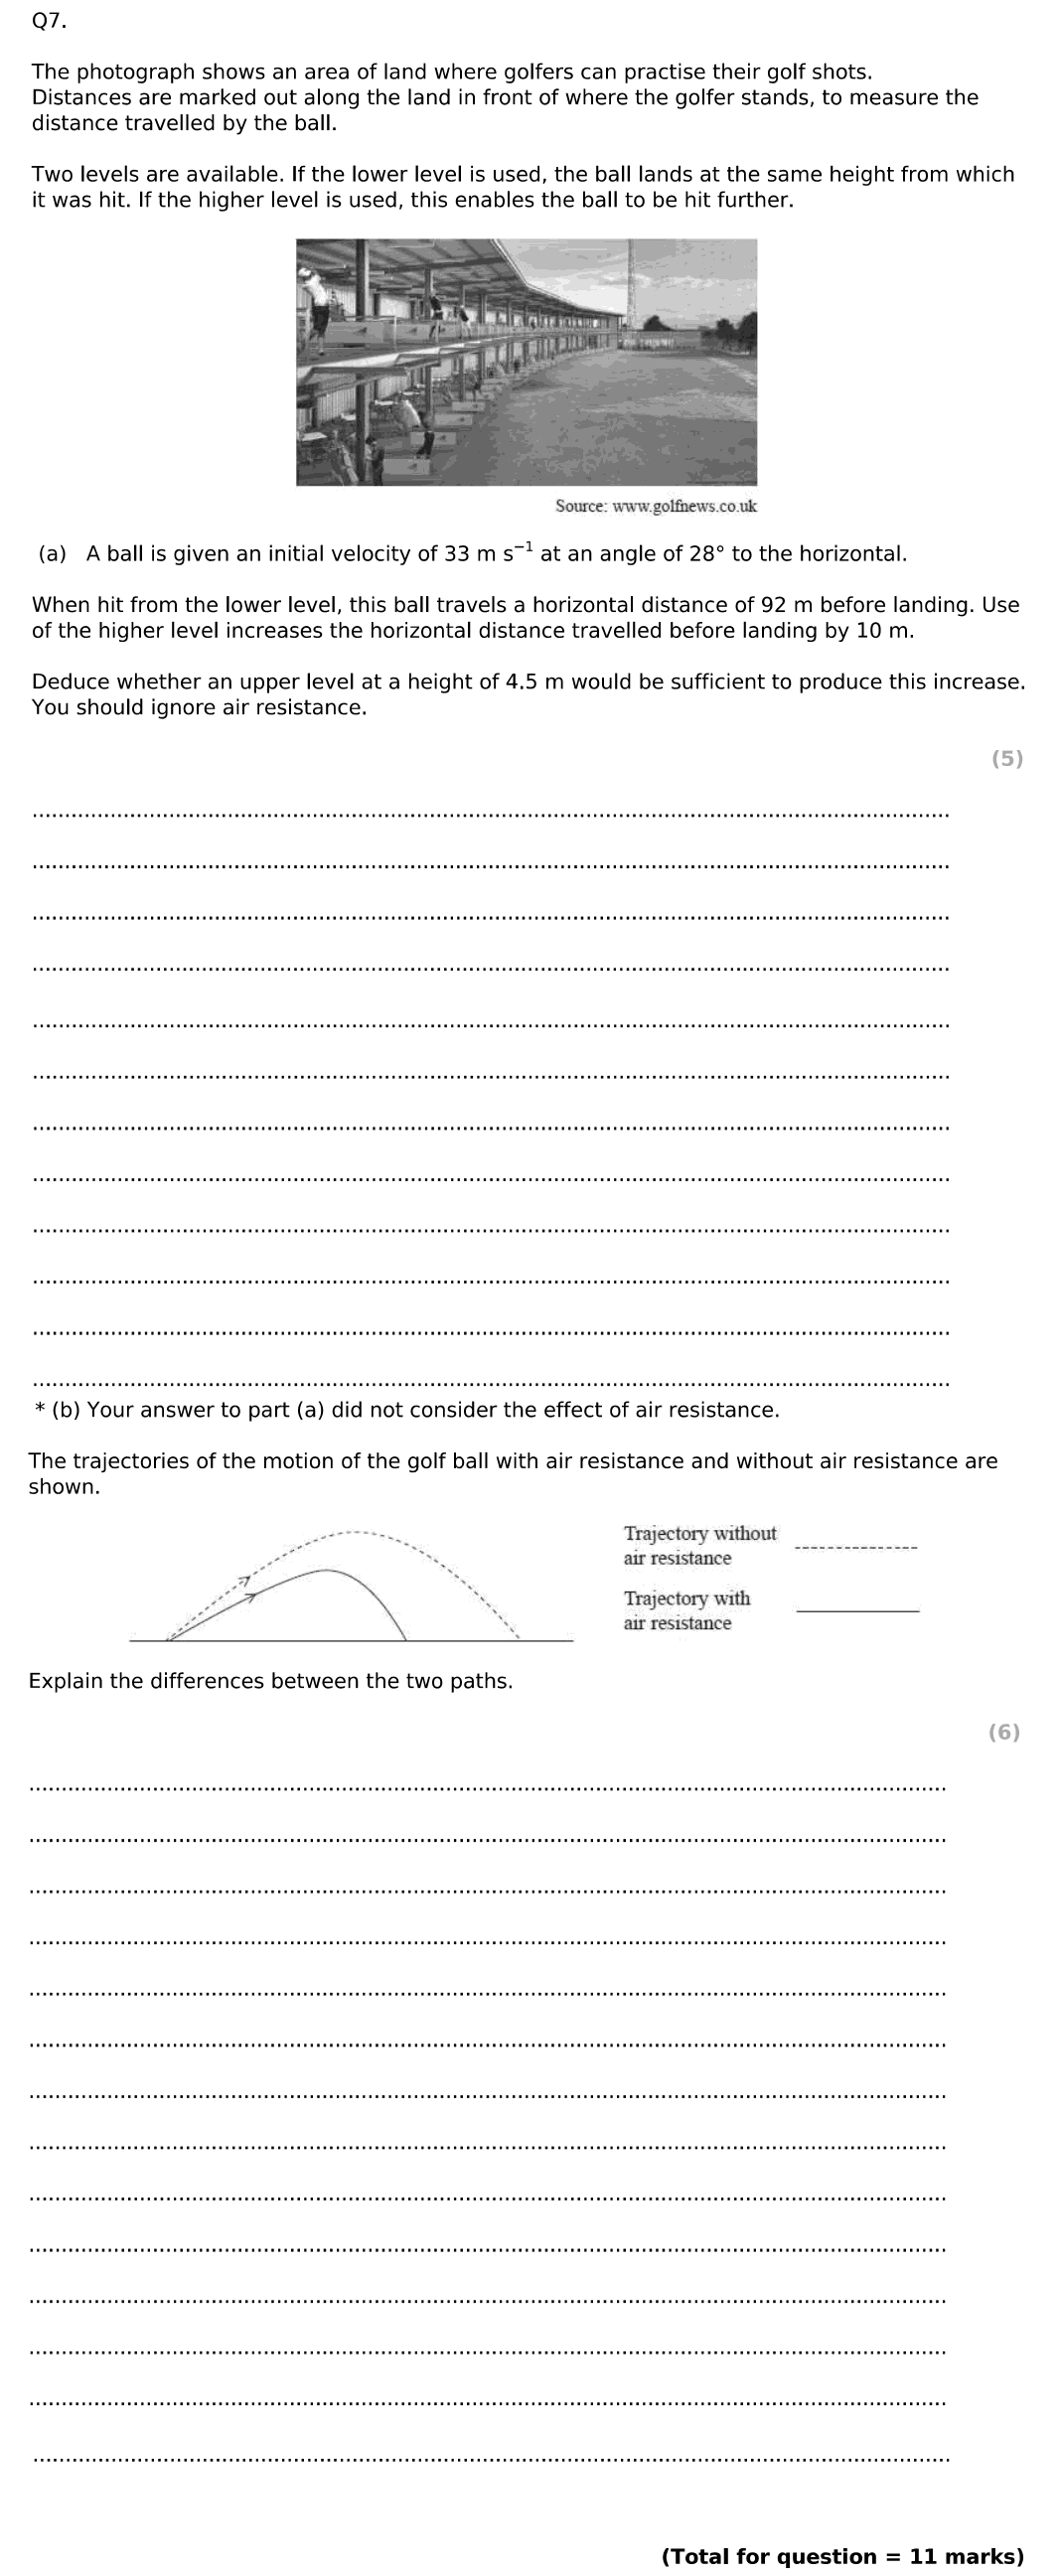 Q7.
The photograph shows an area of land where golfers can practise their golf shots.
Distances are marked out along the land in front of where the golfer stands, to measure the
distance travelled by the ball.
Two levels are available. If the lower level is used, the ball lands at the same height from which
it was hit. If the higher level is used, this enables the ball to be hit further.
Source: www.golfnews.co.uk
(a) A ball is given an initial velocity of 33 m s⁻¹ at an angle of 28° to the horizontal.
When hit from the lower level, this ball travels a horizontal distance of 92 m before landing. Use
of the higher level increases the horizontal distance travelled before landing by 10 m.
Deduce whether an upper level at a height of 4.5 m would be sufficient to produce this increase.
You should ignore air resistance.
(5)
* (b) Your answer to part (a) did not consider the effect of air resistance.
The trajectories of the motion of the golf ball with air resistance and without air resistance are
shown.
Trajectory without
air resistance
Trajectory with
air resistance
Explain the differences between the two paths.
(6)
(Total for question = 11 marks)